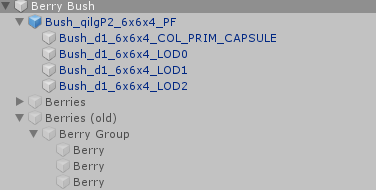 Berry Bush
Bush_qilgP2_6x6x4_PF
Bush_d1_6x6x4_COL_PRIM_CAPSULE
Bush_d1_6x6x4_LOD0
Bush_d1_6x6x4_LOD1
Bush_d1_6x6x4_LOD2
Berries
Berries (old)
Berry Group
Berry
Berry
Berry